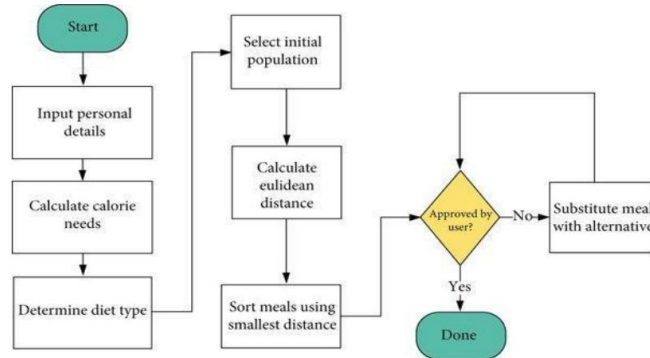 Start
Input personal
details
Calculate calorie
needs
Determine diet type
Select initial
population
Calculate
eulidean
distance
Sort meals using
smallest distance
Approved by
user?
No
Substitute meal
with alternative
Yes
Done